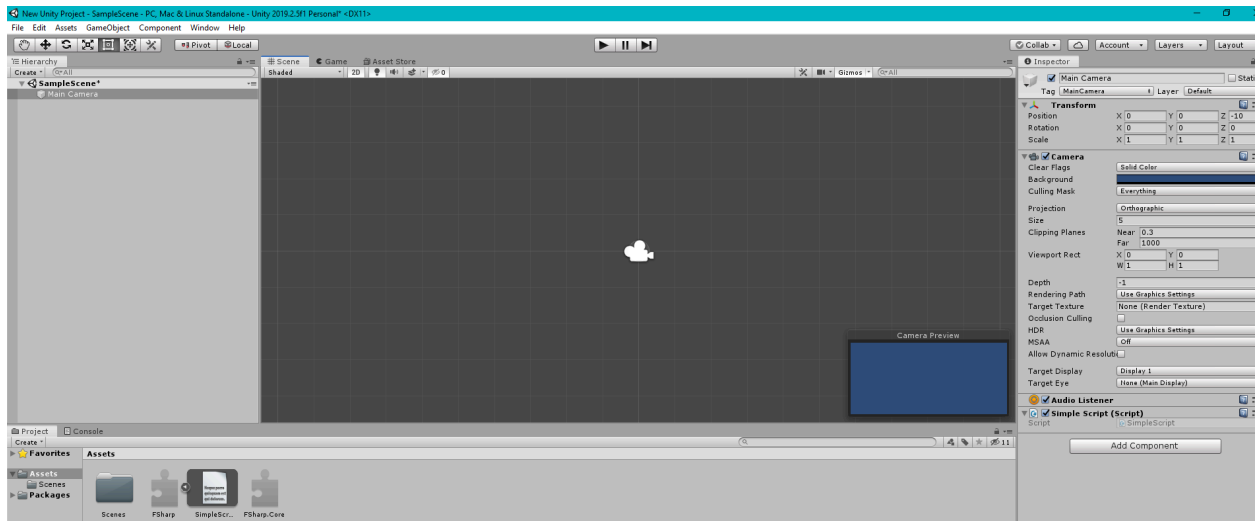 New Unity Project - SampleScene - PC, Mac & Linux Standalone - Unity 2019.2.5f1 Personal* <DX11>
File Edit Assets GameObject Component Window Help
Pivot Local Collab Account Layers Layout
Hierarchy Scene Game Asset Store Inspector
Create All Shaded 2D 0 Gizmos All
SampleScene* Main Camera Stati
Main Camera Tag MainCamera Layer Default
Transform
Position X 0 Y 0 Z -10
Rotation X 0 Y 0 Z 0
Scale X 1 Y 1 Z 1
Camera
Clear Flags Solid Color
Background
Culling Mask Everything
Projection Orthographic
Size 5
Clipping Planes Near 0.3
Far 1000
Viewport Rect X 0 Y 0
W 1 H 1
Depth -1
Rendering Path Use Graphics Settings
Target Texture None (Render Texture)
Occlusion Culling
HDR Use Graphics Settings
MSAA Off
Allow Dynamic Resoluti
Target Display Display 1
Target Eye None (Main Display)
Camera Preview
Audio Listener
Simple Script (Script)
Script SimpleScript
Add Component
Project Console
Create 11
Favorites Assets
Assets
Scenes
Packages
Scenes FSharp SimpleScr... FSharp.Core